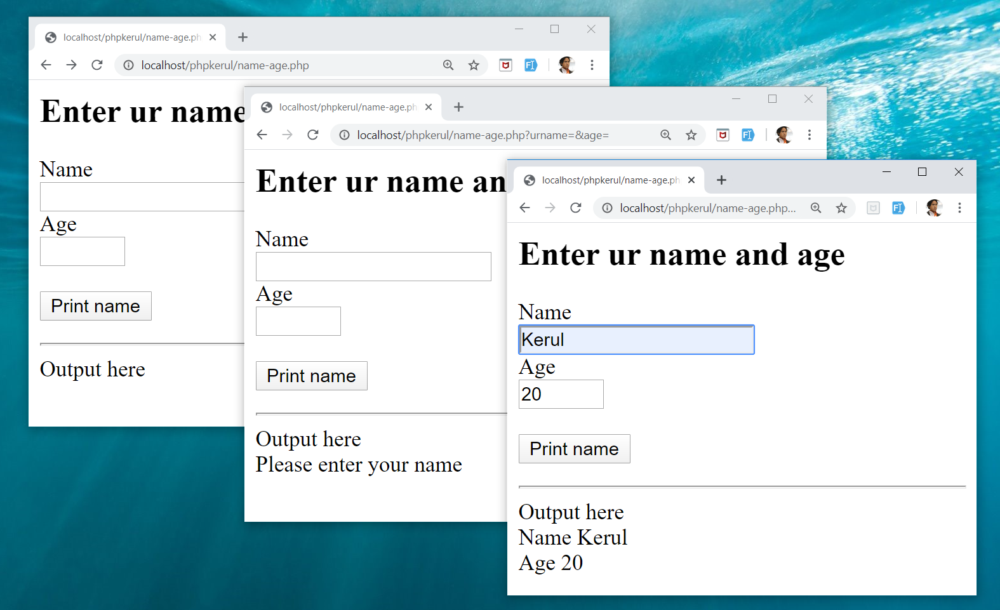 localhost/phpkerul/name-age.ph
localhost/phpkerul/name-age.php
Enter ur name
Name
Age
Print name
Output here
localhost/phpkerul/name-age.ph
localhost/phpkerul/name-age.php?urname=&age=
Enter ur name an
Name
Age
Print name
Output here
Please enter your name
localhost/phpkerul/name-age.ph
localhost/phpkerul/name-age.php...
Enter ur name and age
Name
Kerul
Age
20
Print name
Output here
Name Kerul
Age 20